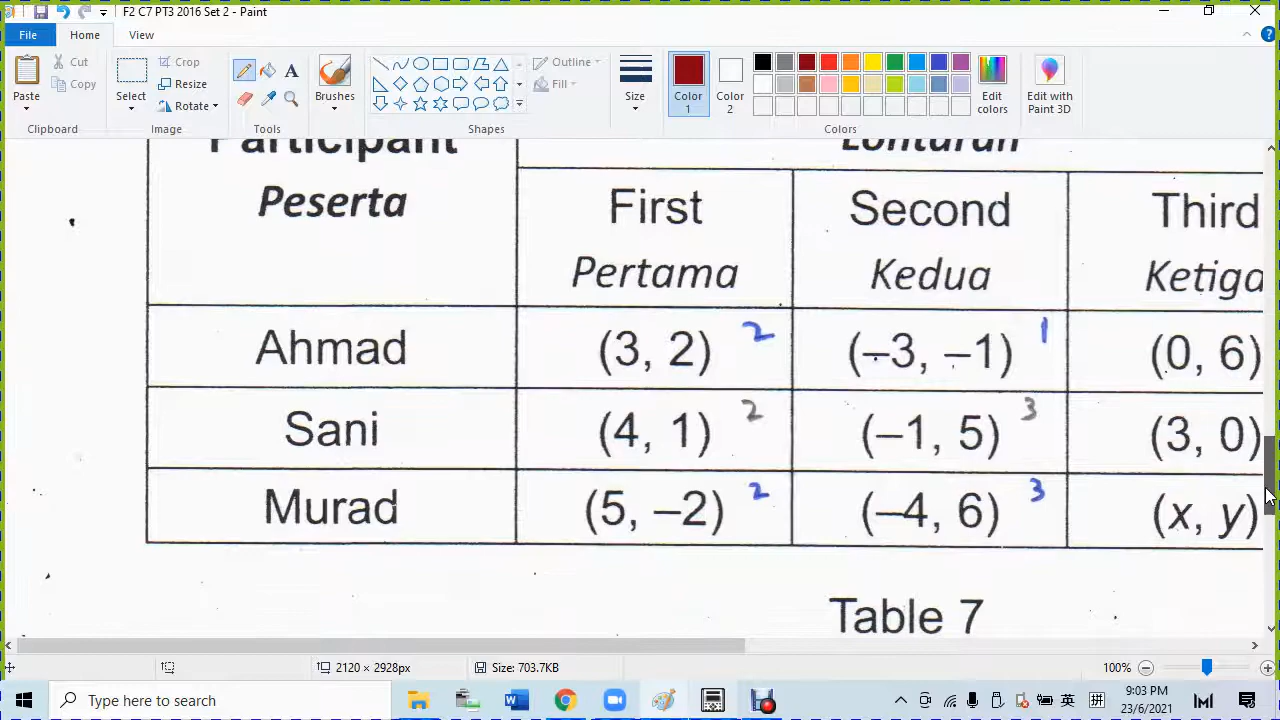 F2 C7 PT3 2016 Set 2 - Paint
File Home View
Paste Cut Copy Select Crop Resize Rotate A Brushes Outline Fill Size Color 1 Color 2 Edit colors Edit with Paint 3D
Clipboard Image Tools Shapes Colors
Participant Lonturan
Peserta First Second Third
Pertama Kedua Ketiga
Ahmad (3, 2) 2 (–3, –1) 1 (0, 6)
Sani (4, 1) 2 (–1, 5) 3 (3, 0)
Murad (5, –2) 2 (–4, 6) 3 (x, y)
Table 7
2120 × 2928px Size: 703.7KB 100%
Type here to search 英 拼 9:03 PM
23/6/2021